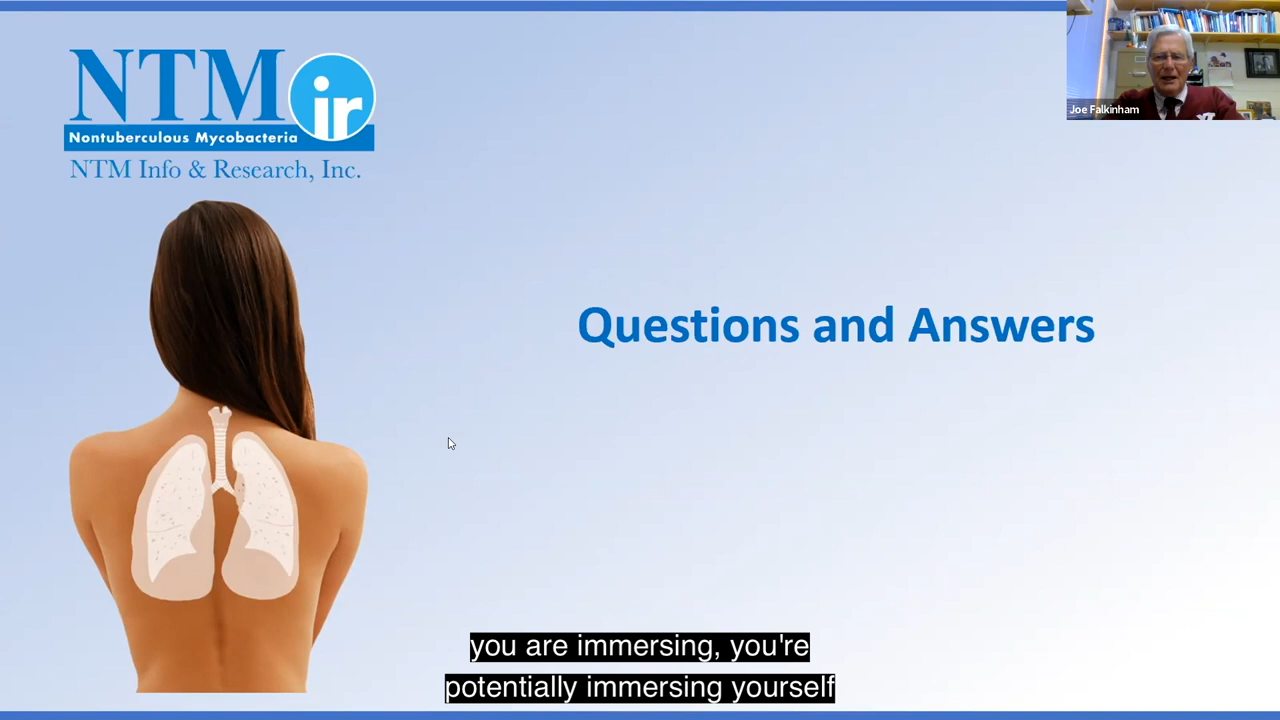 NTM ir
Nontuberculous Mycobacteria
NTM Info & Research, Inc.
Joe Falkinham
Questions and Answers
you are immersing, you're
potentially immersing yourself